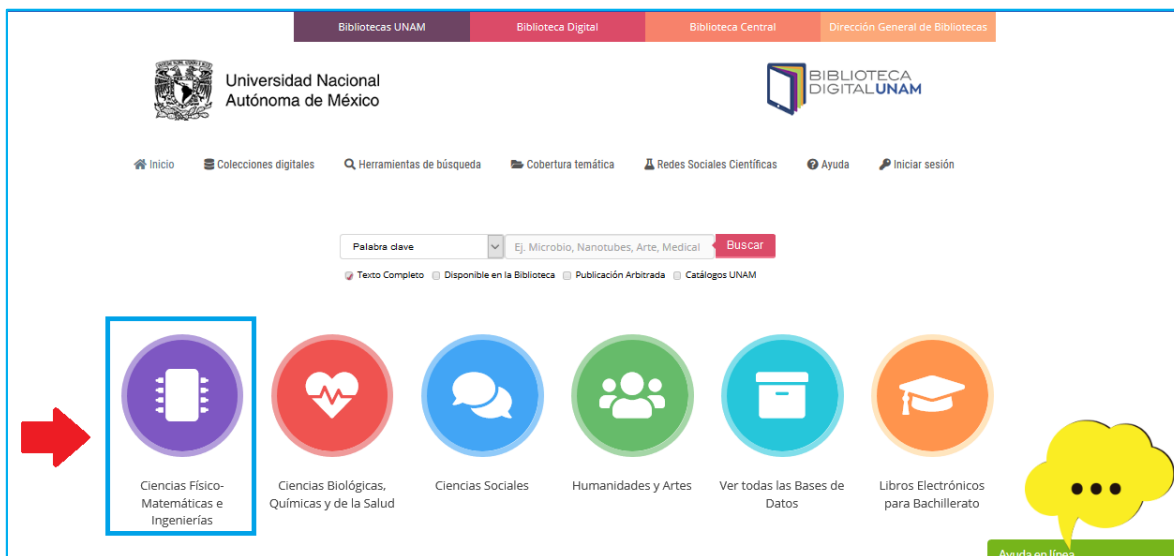 Bibliotecas UNAM
Biblioteca Digital
Biblioteca Central
Dirección General de Bibliotecas
Universidad Nacional
Autónoma de México
BIBLIOTECA
DIGITALUNAM
Inicio
Colecciones digitales
Herramientas de búsqueda
Cobertura temática
Redes Sociales Científicas
Ayuda
Iniciar sesión
Palabra clave
Ej. Microbio, Nanotubes, Arte, Medical
Buscar
Texto Completo
Disponible en la Biblioteca
Publicación Arbitrada
Catálogos UNAM
Ciencias Físico-
Matemáticas e
Ingenierías
Ciencias Biológicas,
Químicas y de la Salud
Ciencias Sociales
Humanidades y Artes
Ver todas las Bases de
Datos
Libros Electrónicos
para Bachillerato
Ayuda en línea